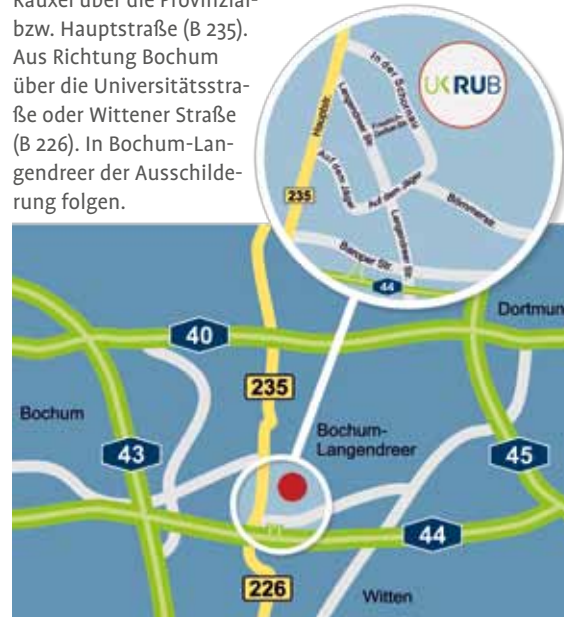 Rauxel über die Provinzial-
bzw. Hauptstraße (B 235).
Aus Richtung Bochum
über die Universitätsstra-
ße oder Wittener Straße
(B 226). In Bochum-Lan-
gendreer der Ausschilde-
rung folgen.
UK RUB
In der Schornau
Hauptstr.
Langendreer Str.
235
Auf dem Jäger
Auf dem Jäger
Bömmerstr.
Langendreer Str.
Baroper Str.
44
Dortmun
40
235
Bochum
Bochum-
Langendreer
43
45
44
226
Witten